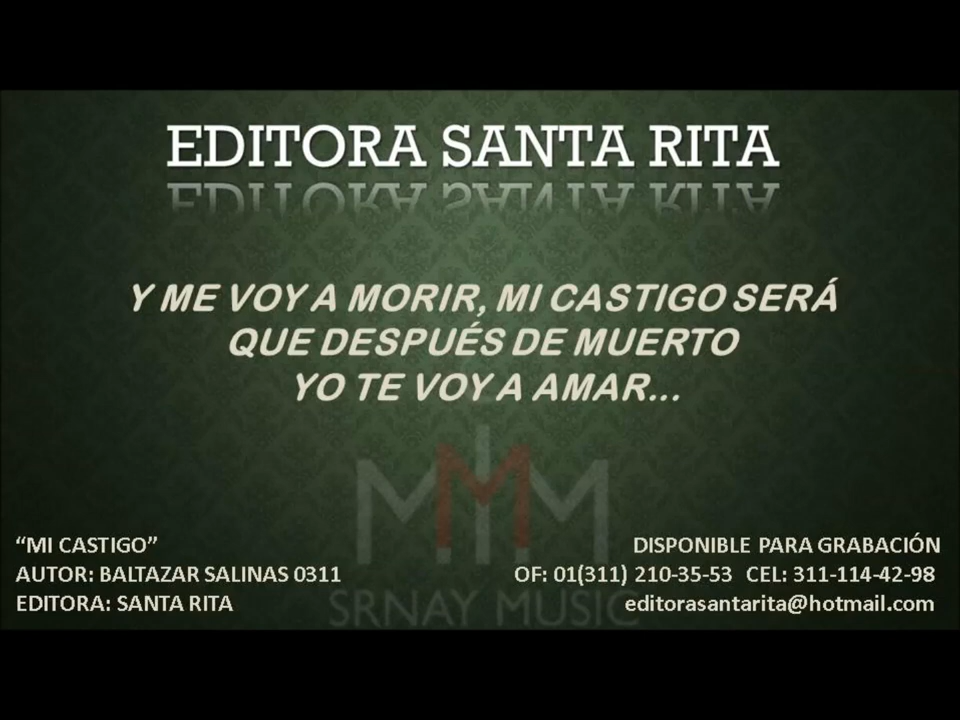 EDITORA SANTA RITA
Y ME VOY A MORIR, MI CASTIGO SERÁ
QUE DESPUÉS DE MUERTO
YO TE VOY A AMAR...
MIM
SRNAY MUSIC
“MI CASTIGO”
AUTOR: BALTAZAR SALINAS 0311
EDITORA: SANTA RITA
DISPONIBLE PARA GRABACIÓN
OF: 01(311) 210-35-53 CEL: 311-114-42-98
editorasantarita@hotmail.com